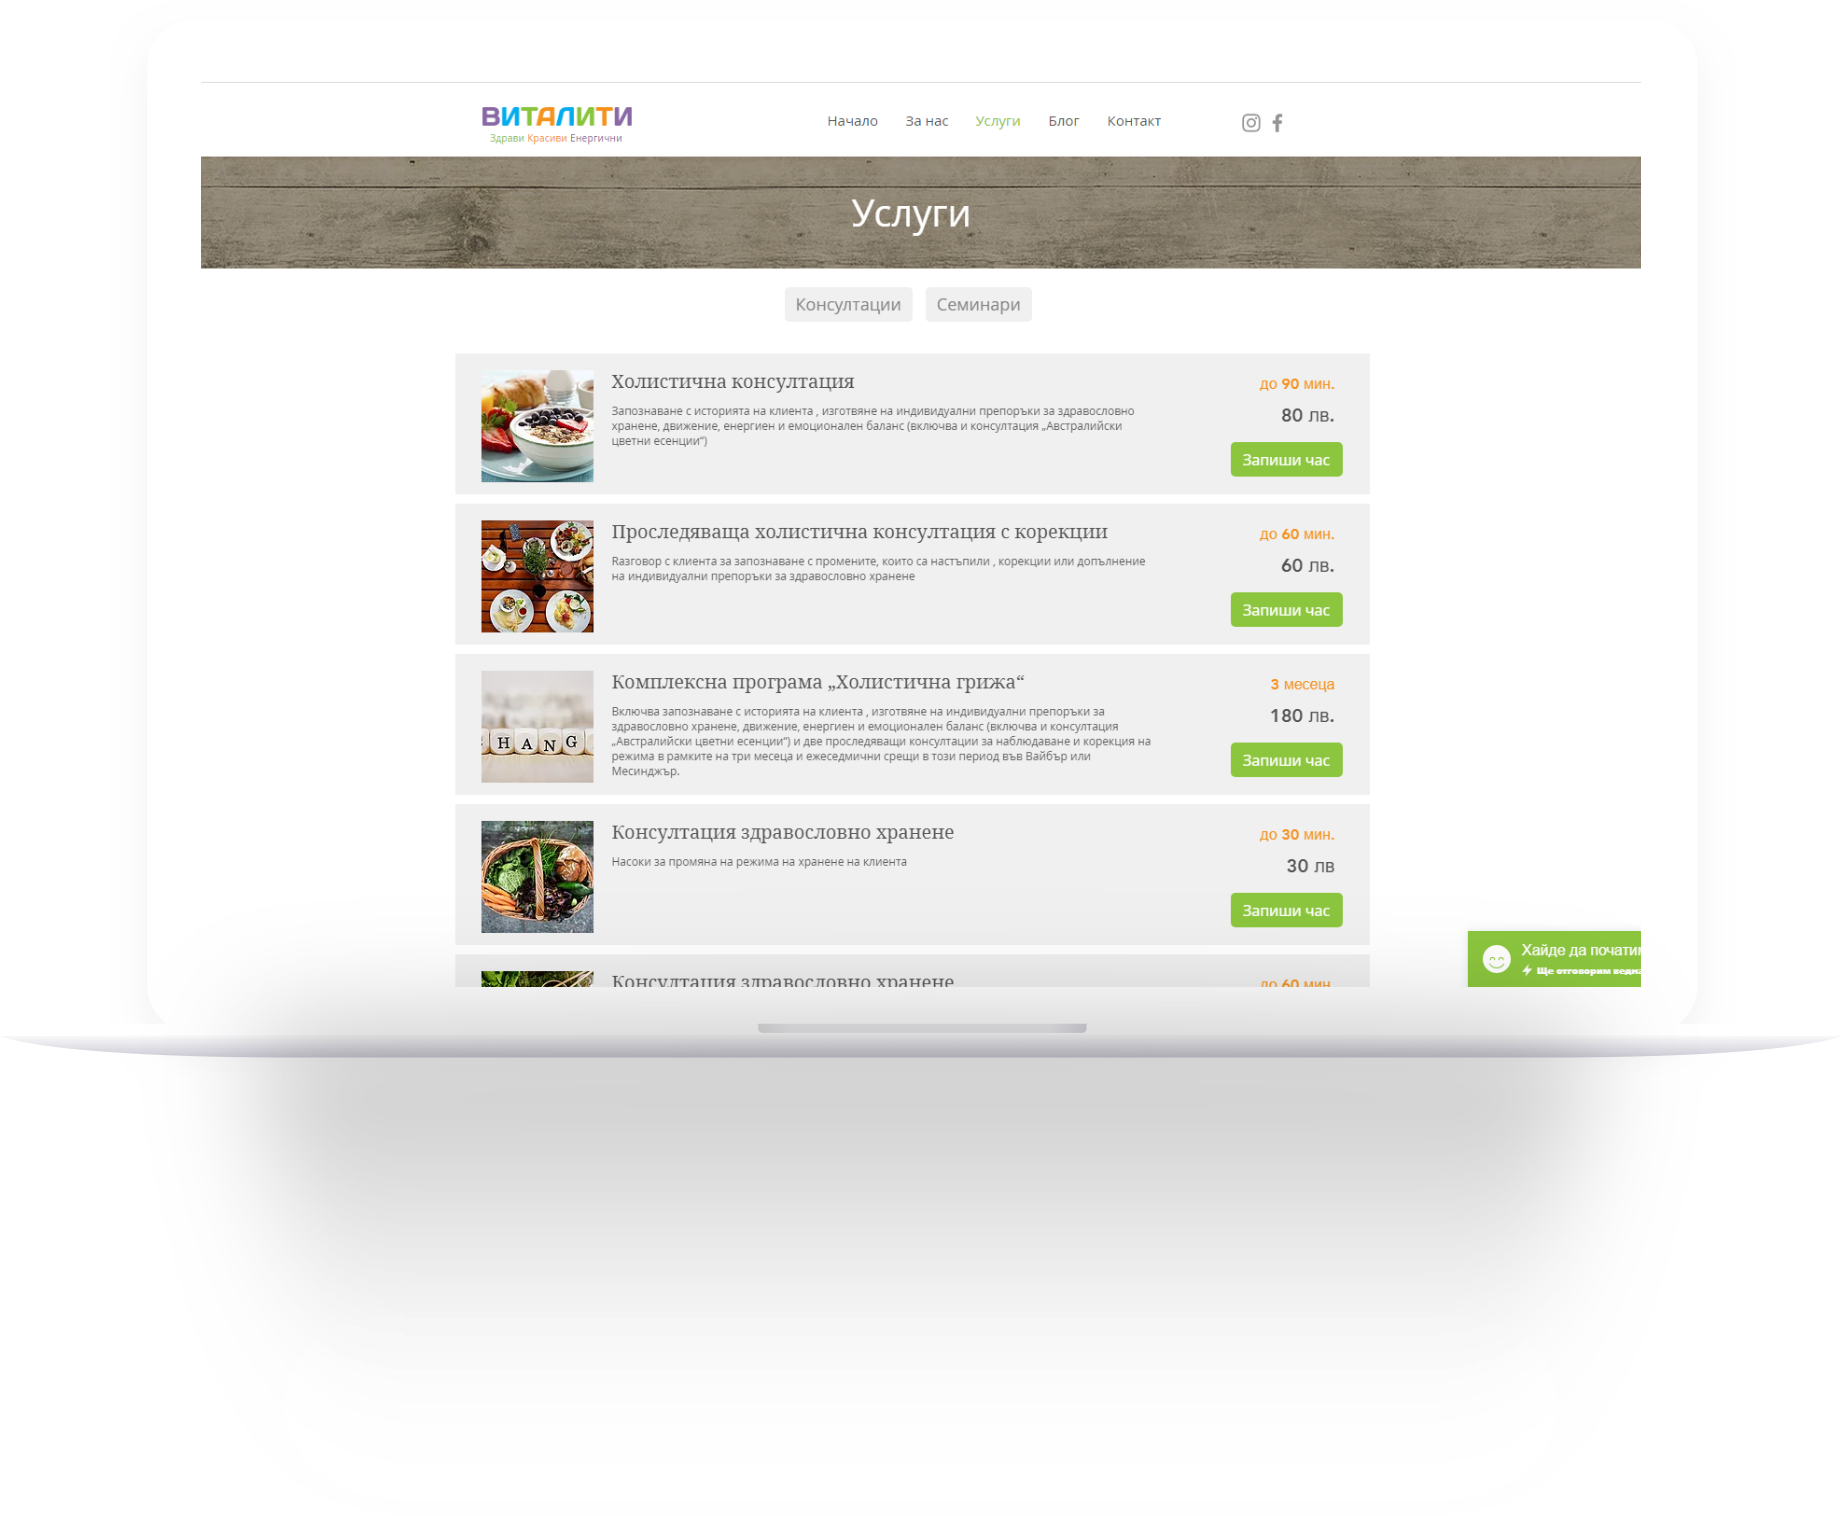 ВИТАЛИТИ
Здрави Красиви Енергични
Начало За нас Услуги Блог Контакт
Услуги
Консултации Семинари
Холистична консултация
Запознаване с историята на клиента , изготвяне на индивидуални препоръки за здравословно
хранене, движение, енергиен и емоционален баланс (включва и консултация „Австралийски
цветни есенции“)
до 90 мин.
80 лв.
Запиши час
Проследяваща холистична консултация с корекции
Rазговор с клиента за запознаване с промените, които са настъпили , корекции или допълнение
на индивидуални препоръки за здравословно хранене
до 60 мин.
60 лв.
Запиши час
HANG
Комплексна програма „Холистична грижа“
Включва запознаване с историята на клиента , изготвяне на индивидуални препоръки за
здравословно хранене, движение, енергиен и емоционален баланс (включва и консултация
„Австралийски цветни есенции“) и две проследяващи консултации за наблюдаване и корекция на
режима в рамките на три месеца и ежеседмични срещи в този период във Вайбър или
Месинджър.
3 месеца
180 лв.
Запиши час
Консултация здравословно хранене
Насоки за промяна на режима на хранене на клиента
до 30 мин.
30 лв
Запиши час
Консултация здравословно хранене
до 60 мин.
Хайде да
Ще отговорим